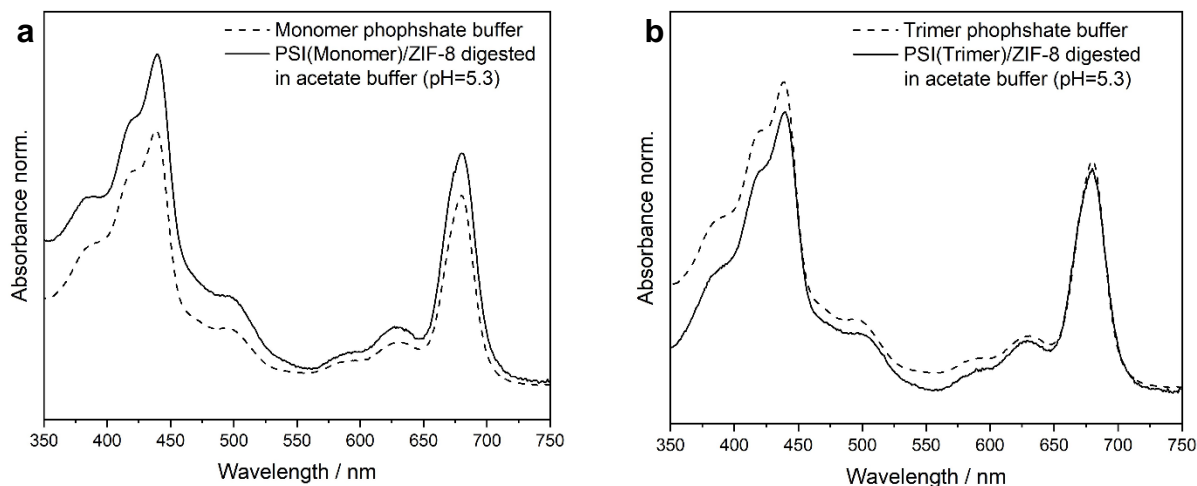 a
Monomer phophshate buffer
PSI(Monomer)/ZIF-8 digested
in acetate buffer (pH=5.3)
Absorbance norm.
350 400 450 500 550 600 650 700 750
Wavelength / nm
b
Trimer phophshate buffer
PSI(Trimer)/ZIF-8 digested
in acetate buffer (pH=5.3)
Absorbance norm.
350 400 450 500 550 600 650 700 750
Wavelength / nm